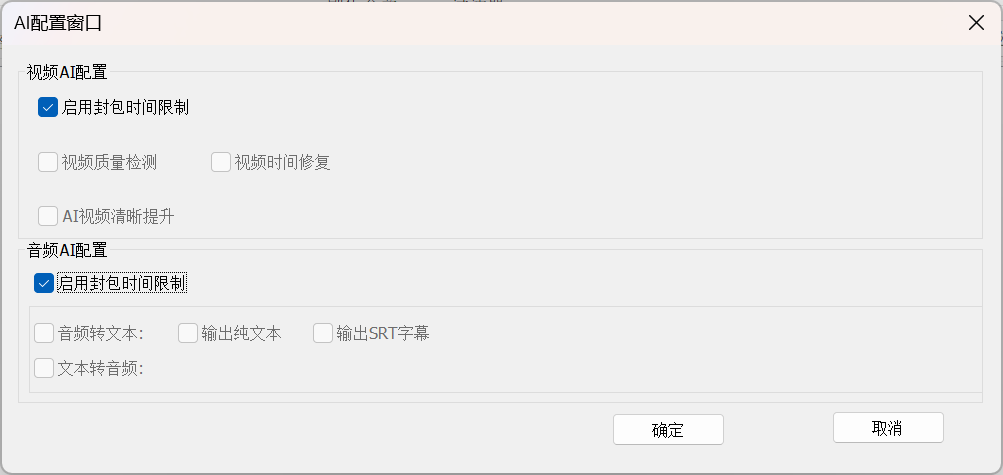 AI配置窗口
视频AI配置
启用封包时间限制
视频质量检测 视频时间修复
AI视频清晰提升
音频AI配置
启用封包时间限制
音频转文本: 输出纯文本 输出SRT字幕
文本转音频:
确定 取消